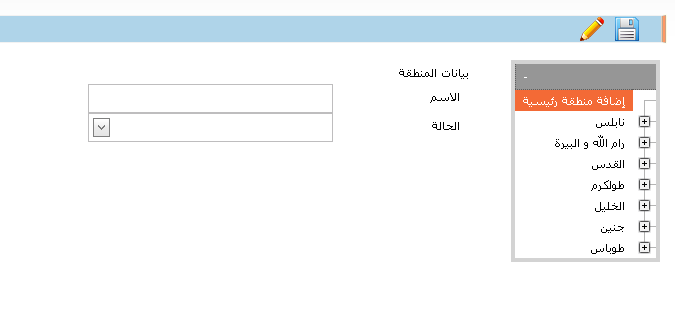 -
إضافة منطقة رئيسية
نابلس
رام الله و البيرة
القدس
طولكرم
الخليل
جنين
طوباس
بيانات المنطقة
الاسم
الحالة